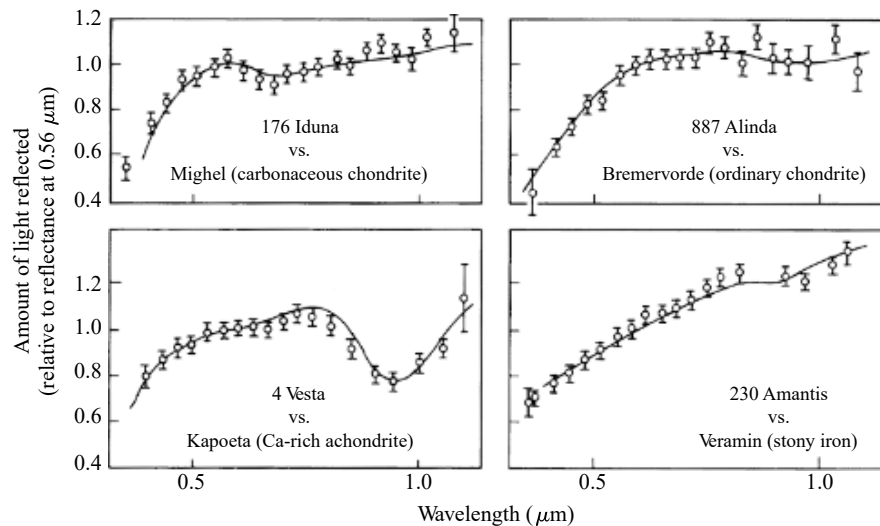 Amount of light reflected
(relative to reflectance at 0.56 μm)
1.2
1.0
0.8
0.6
0.4
176 Iduna
vs.
Mighel (carbonaceous chondrite)
887 Alinda
vs.
Bremervorde (ordinary chondrite)
1.2
1.0
0.8
0.6
0.4
4 Vesta
vs.
Kapoeta (Ca-rich achondrite)
230 Amantis
vs.
Veramin (stony iron)
0.5
1.0
0.5
1.0
Wavelength (μm)